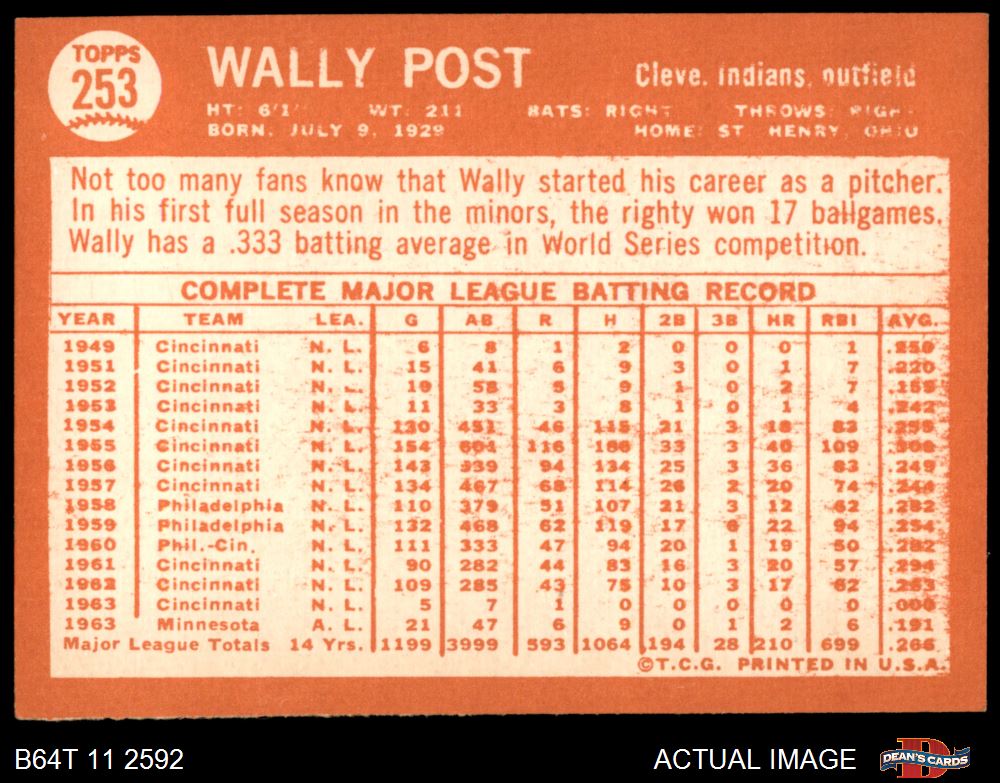 TOPPS
253
WALLY POST
Cleve. Indians, outfield
HT: 6'1" WT: 211 BATS: RIGHT THROWS: RIGHT
BORN: JULY 9, 1929 HOME: ST HENRY, OHIO
Not too many fans know that Wally started his career as a pitcher.
In his first full season in the minors, the righty won 17 ballgames.
Wally has a .333 batting average in World Series competition.
COMPLETE MAJOR LEAGUE BATTING RECORD
YEAR TEAM LEA. G AB R H 2B 3B HR RBI AVG.
1949 Cincinnati N. L. 6 8 1 2 0 0 0 1 .250
1951 Cincinnati N. L. 15 41 6 9 3 0 1 7 .220
1952 Cincinnati N. L. 19 58 5 9 1 0 2 7 .155
1953 Cincinnati N. L. 11 33 3 8 1 0 1 4 .242
1954 Cincinnati N. L. 130 451 46 115 21 3 18 83 .255
1955 Cincinnati N. L. 154 601 116 186 33 3 40 109
1956 Cincinnati N. L. 143 539 94 134 25 3 36 83 .249
1957 Cincinnati N. L. 134 467 68 114 26 2 20 74 .244
1958 Philadelphia N. L. 110 379 51 107 21 3 12 62 .282
1959 Philadelphia N. L. 132 468 62 119 17 6 22 94 .254
1960 Phil.-Cin. N. L. 111 333 47 94 20 1 19 50 .282
1961 Cincinnati N. L. 90 282 44 83 16 3 20 57 .294
1962 Cincinnati N. L. 109 285 43 75 10 3 17 62 .263
1963 Cincinnati N. L. 5 7 1 0 0 0 0 0 .000
1963 Minnesota A. L. 21 47 6 9 0 1 2 6 .191
Major League Totals 14 Yrs. 1199 3999 593 1064 194 28 210 699 .266
©T.C.G. PRINTED IN U.S.A.
B64T 11 2592 ACTUAL IMAGE
D
DEAN'S CARDS